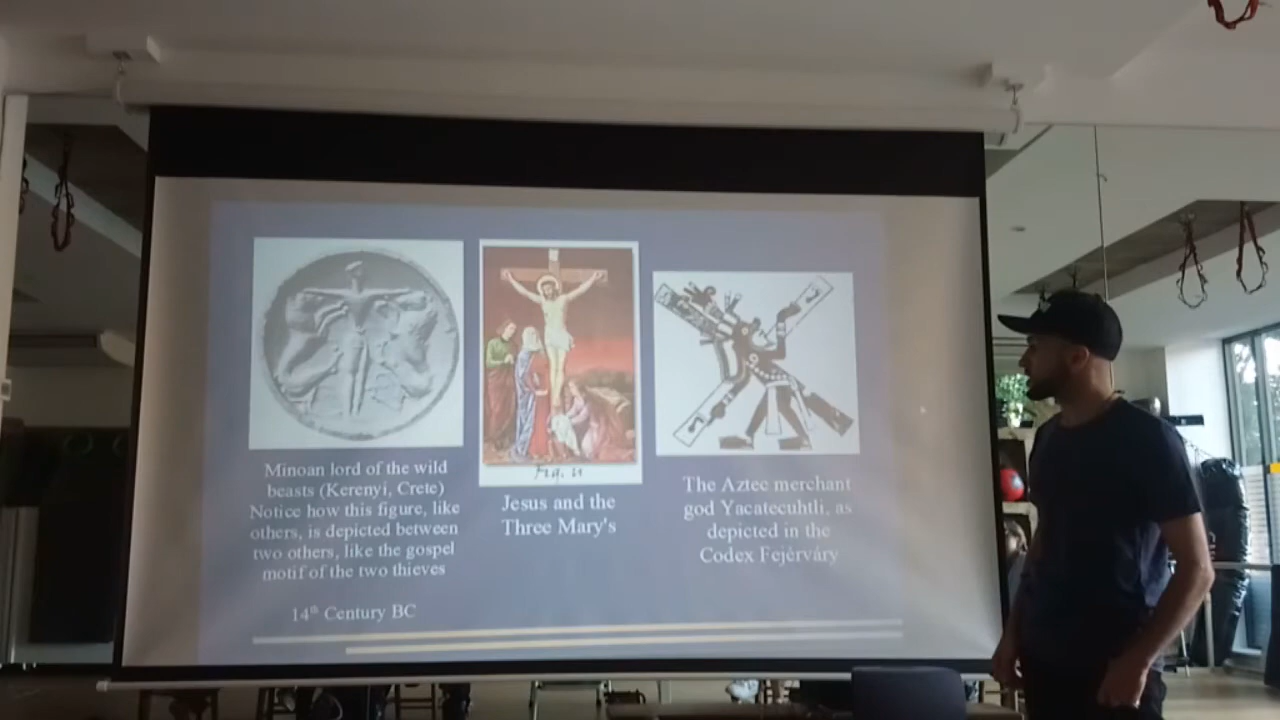 Minoan lord of the wild
beasts (Kerenyi, Crete)
Notice how this figure, like
others, is depicted between
two others, like the gospel
motif of the two thieves
14th Century BC
Fig. 21
Jesus and the
Three Mary's
The Aztec merchant
god Yacatecuhtli, as
depicted in the
Codex Fejérváry